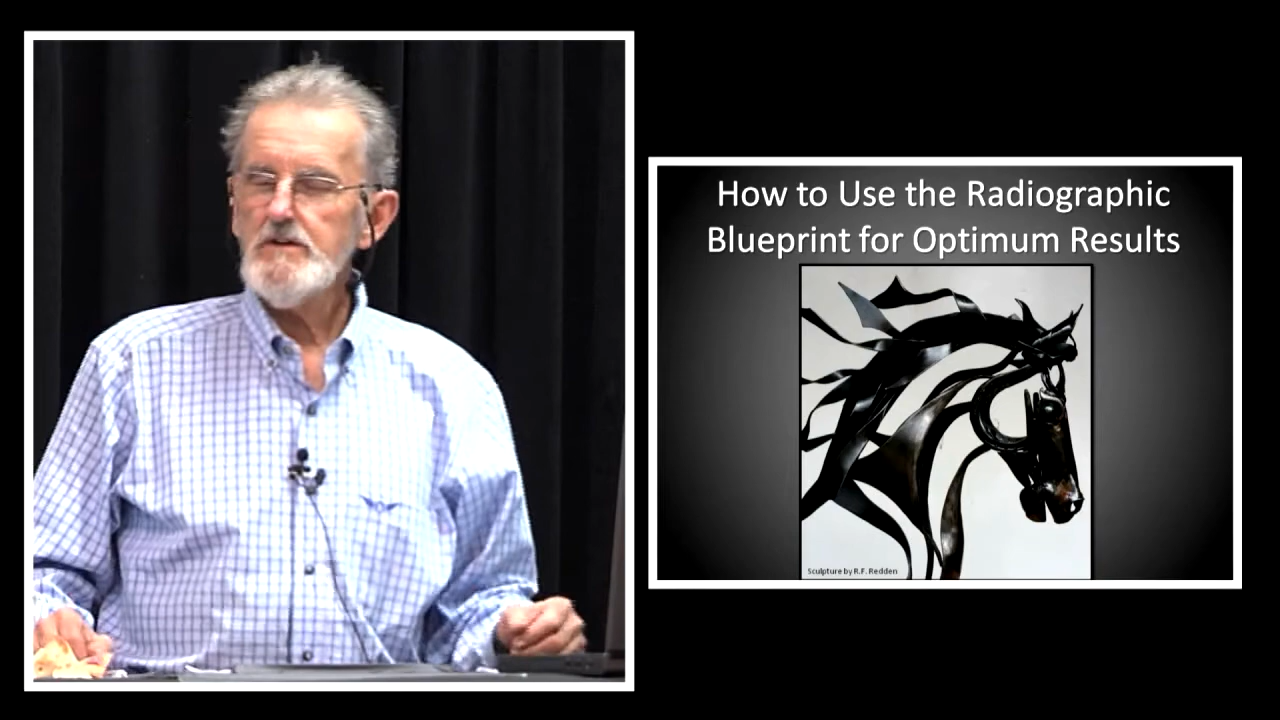 How to Use the Radiographic
Blueprint for Optimum Results
Sculpture by R.F. Redden